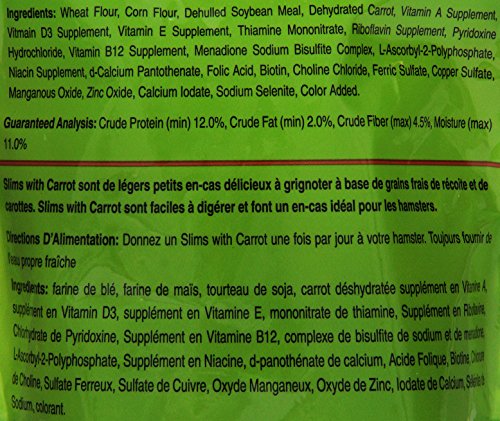 Ingredients: Wheat Flour, Corn Flour, Dehulled Soybean Meal, Dehydrated Carrot, Vitamin A Supplement,
Vitmain D3 Supplement, Vitamin E Supplement, Thiamine Mononitrate, Riboflavin Supplement, Pyridoxine
Hydrochloride, Vitamin B12 Supplement, Menadione Sodium Bisulfite Complex, L-Ascorbyl-2-Polyphosphate,
Niacin Supplement, d-Calcium Pantothenate, Folic Acid, Biotin, Choline Chloride, Ferric Sulfate, Copper Sulfate,
Manganous Oxide, Zinc Oxide, Calcium Iodate, Sodium Selenite, Color Added.
Guaranteed Analysis: Crude Protein (min) 12.0%, Crude Fat (min) 2.0%, Crude Fiber (max) 4.5%, Moisture (max)
11.0%
Slims with Carrot sont de légers petits en-cas délicieux à grignoter à base de grains frais de récolte et de
carottes. Slims with Carrot sont faciles à digérer et font un en-cas idéal pour les hamsters.
Directions D'Alimentation: Donnez un Slims with Carrot une fois par jour à votre hamster. Toujours fournir de
l'eau propre fraîche
Ingredients: farine de blé, farine de maïs, tourteau de soja, carrot déshydratée supplément en Vitamine A,
supplément en Vitamin D3, supplément en Vitamine E, mononitrate de thiamine, Supplément en Riboflavine,
Chlorhydrate de Pyridoxine, Supplément en Vitamin B12, complexe de bisulfite de sodium et de menadione,
L-Ascorbyl-2-Polyphosphate, Supplément en Niacine, d-panothénate de calcium, Acide Folique, Biotine,
de Choline, Sulfate Ferreux, Sulfate de Cuivre, Oxyde Manganeux, Oxyde de Zinc, Iodate de Calcium, Sélénite de
Sodium, colorant.